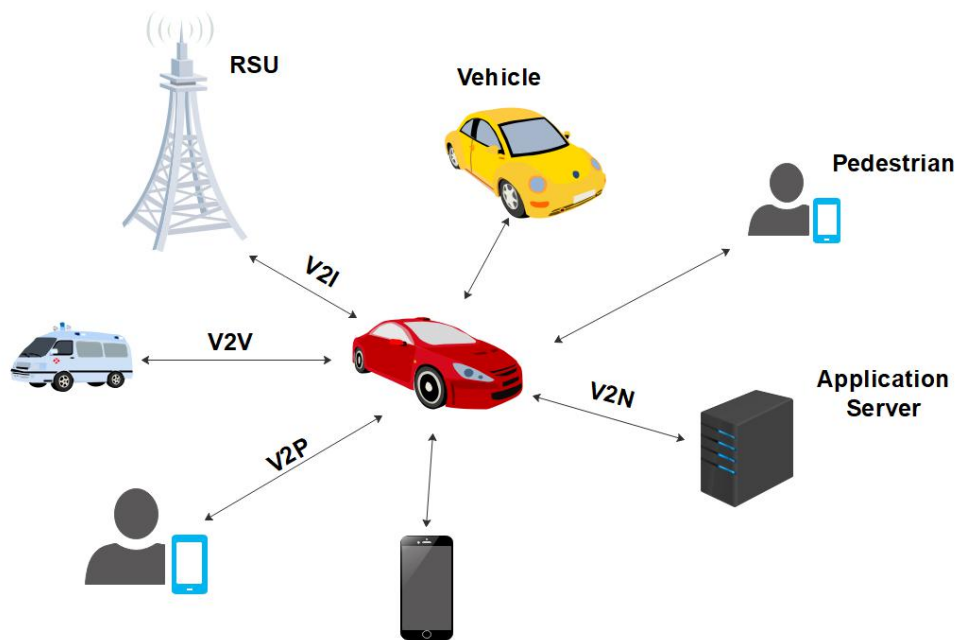 RSU
Vehicle
Pedestrian
V2I
V2V
V2N
Application
Server
V2P